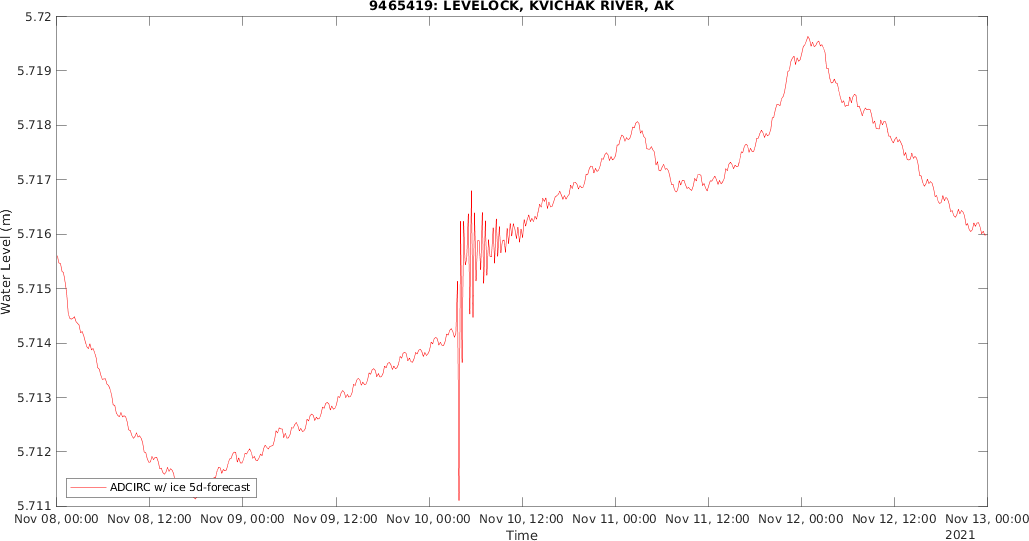 9465419: LEVELOCK, KVICHAK RIVER, AK
5.72
5.719
5.718
5.717
5.716
5.715
5.714
5.713
5.712
5.711
Water Level (m)
ADCIRC w/ ice 5d-forecast
Nov 08, 00:00 Nov 08, 12:00 Nov 09, 00:00 Nov 09, 12:00 Nov 10, 00:00 Nov 10, 12:00 Nov 11, 00:00 Nov 11, 12:00 Nov 12, 00:00 Nov 12, 12:00 Nov 13, 00:00
Time
2021